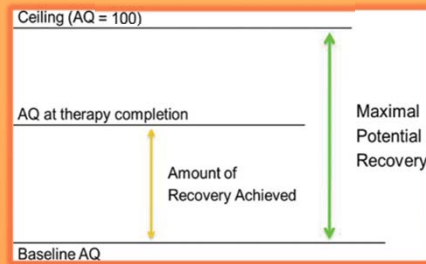 Ceiling (AQ = 100)
AQ at therapy completion
Maximal
Potential
Recovery
Amount of
Recovery Achieved
Baseline AQ